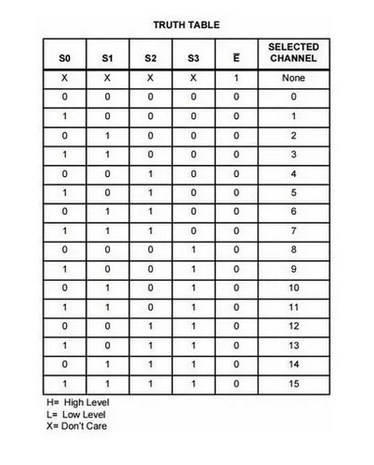 TRUTH TABLE
S0 S1 S2 S3 E̅ SELECTED CHANNEL
X X X X 1 None
0 0 0 0 0 0
1 0 0 0 0 1
0 1 0 0 0 2
1 1 0 0 0 3
0 0 1 0 0 4
1 0 1 0 0 5
0 1 1 0 0 6
1 1 1 0 0 7
0 0 0 1 0 8
1 0 0 1 0 9
0 1 0 1 0 10
1 1 0 1 0 11
0 0 1 1 0 12
1 0 1 1 0 13
0 1 1 1 0 14
1 1 1 1 0 15
H= High Level
L= Low Level
X= Don't Care